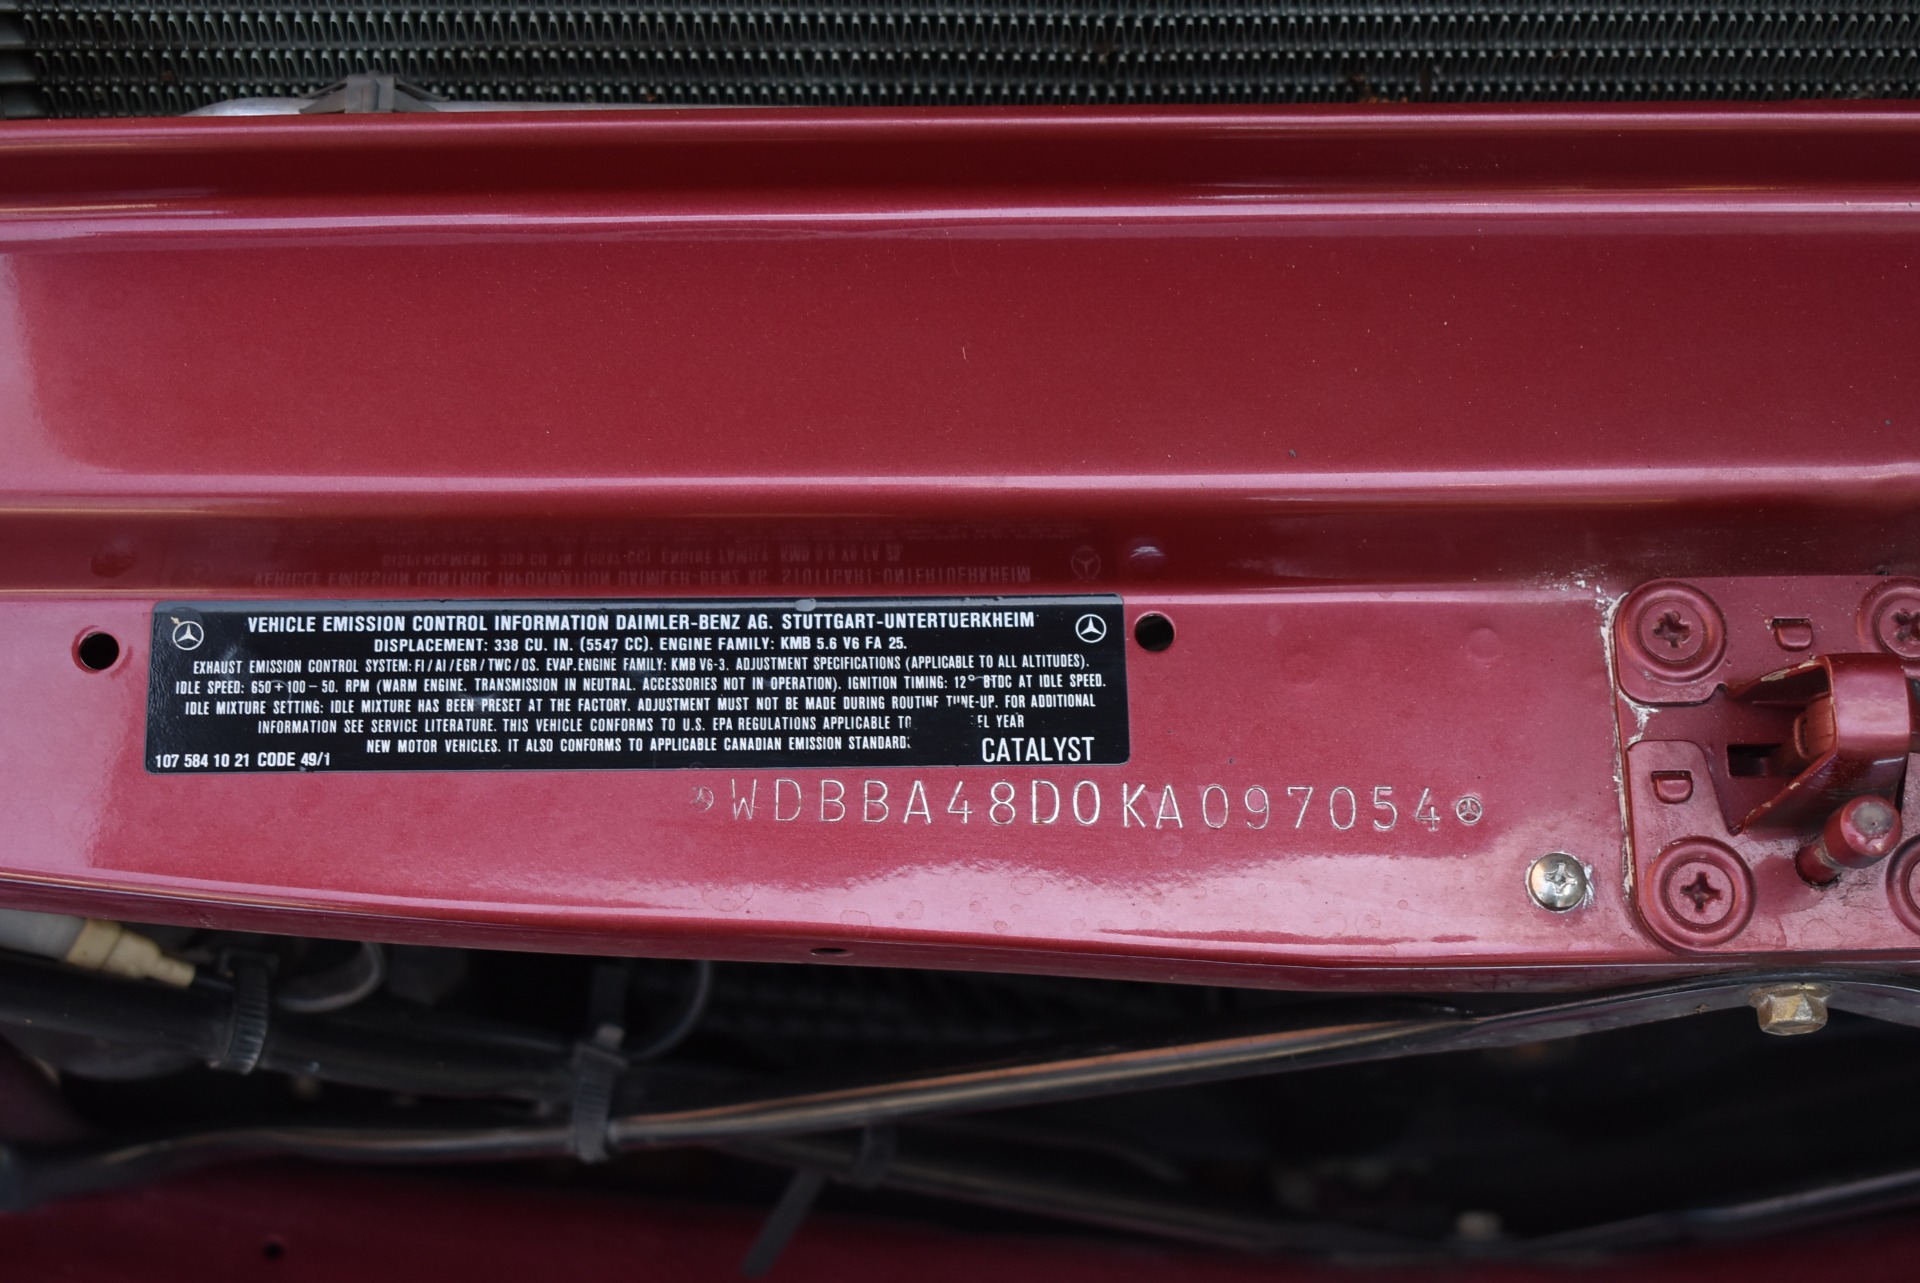 VEHICLE EMISSION CONTROL INFORMATION DAIMLER-BENZ AG. STUTTGART-UNTERTUERKHEIM
DISPLACEMENT: 338 CU. IN. (5547 CC). ENGINE FAMILY: KMB 5.6 V6 FA 25.
EXHAUST EMISSION CONTROL SYSTEM: FI/AI/EGR/TWC/OS. EVAP. ENGINE FAMILY: KMB V6-3. ADJUSTMENT SPECIFICATIONS (APPLICABLE TO ALL ALTITUDES).
IDLE SPEED: 650+100-50. RPM (WARM ENGINE. TRANSMISSION IN NEUTRAL. ACCESSORIES NOT IN OPERATION). IGNITION TIMING: 12° BTDC AT IDLE SPEED.
IDLE MIXTURE SETTING: IDLE MIXTURE HAS BEEN PRESET AT THE FACTORY. ADJUSTMENT MUST NOT BE MADE DURING ROUTINE TUNE-UP. FOR ADDITIONAL
INFORMATION SEE SERVICE LITERATURE. THIS VEHICLE CONFORMS TO U.S. EPA REGULATIONS APPLICABLE TO EL YEAR
NEW MOTOR VEHICLES. IT ALSO CONFORMS TO APPLICABLE CANADIAN EMISSION STANDARD
107 584 10 21 CODE 49/1 CATALYST
WDBBA48D0KA097054
D
D